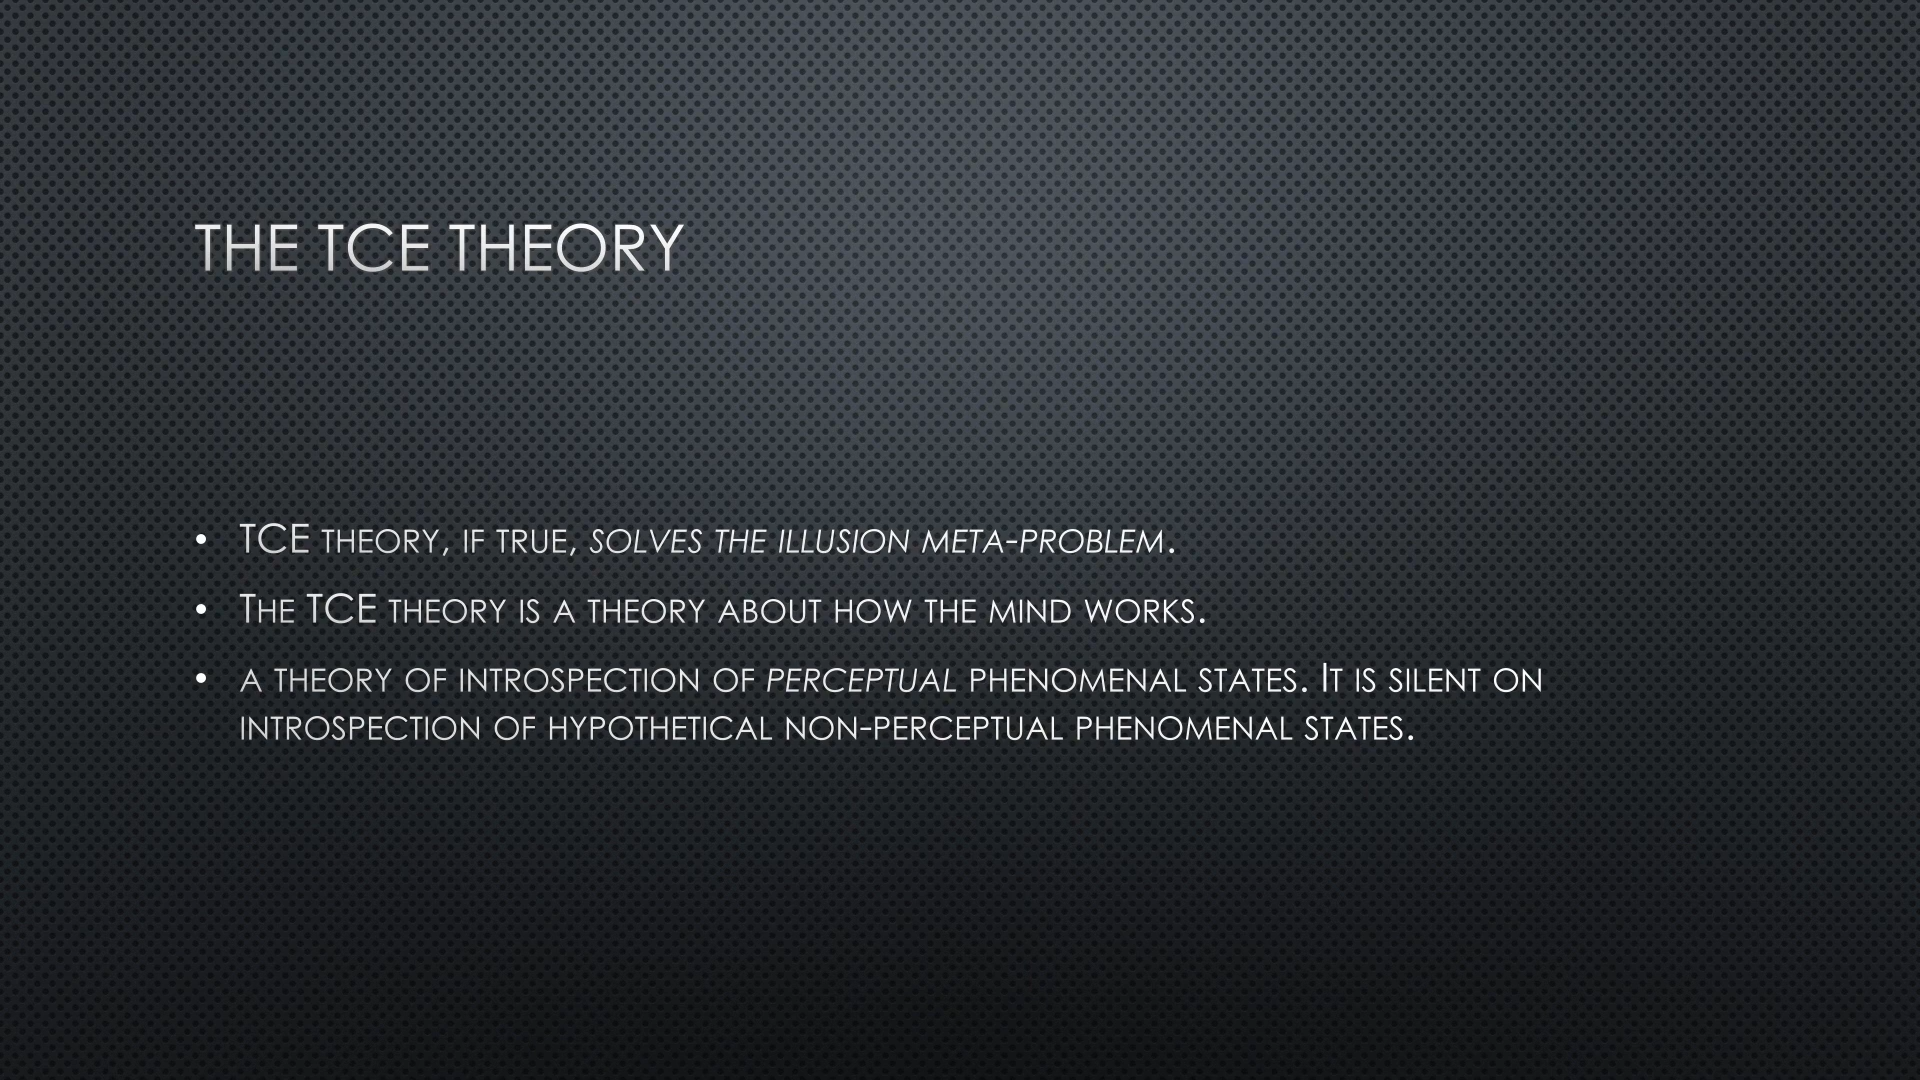 THE TCE THEORY
• TCE THEORY, IF TRUE, SOLVES THE ILLUSION META-PROBLEM.
• THE TCE THEORY IS A THEORY ABOUT HOW THE MIND WORKS.
• A THEORY OF INTROSPECTION OF PERCEPTUAL PHENOMENAL STATES. IT IS SILENT ON
INTROSPECTION OF HYPOTHETICAL NON-PERCEPTUAL PHENOMENAL STATES.